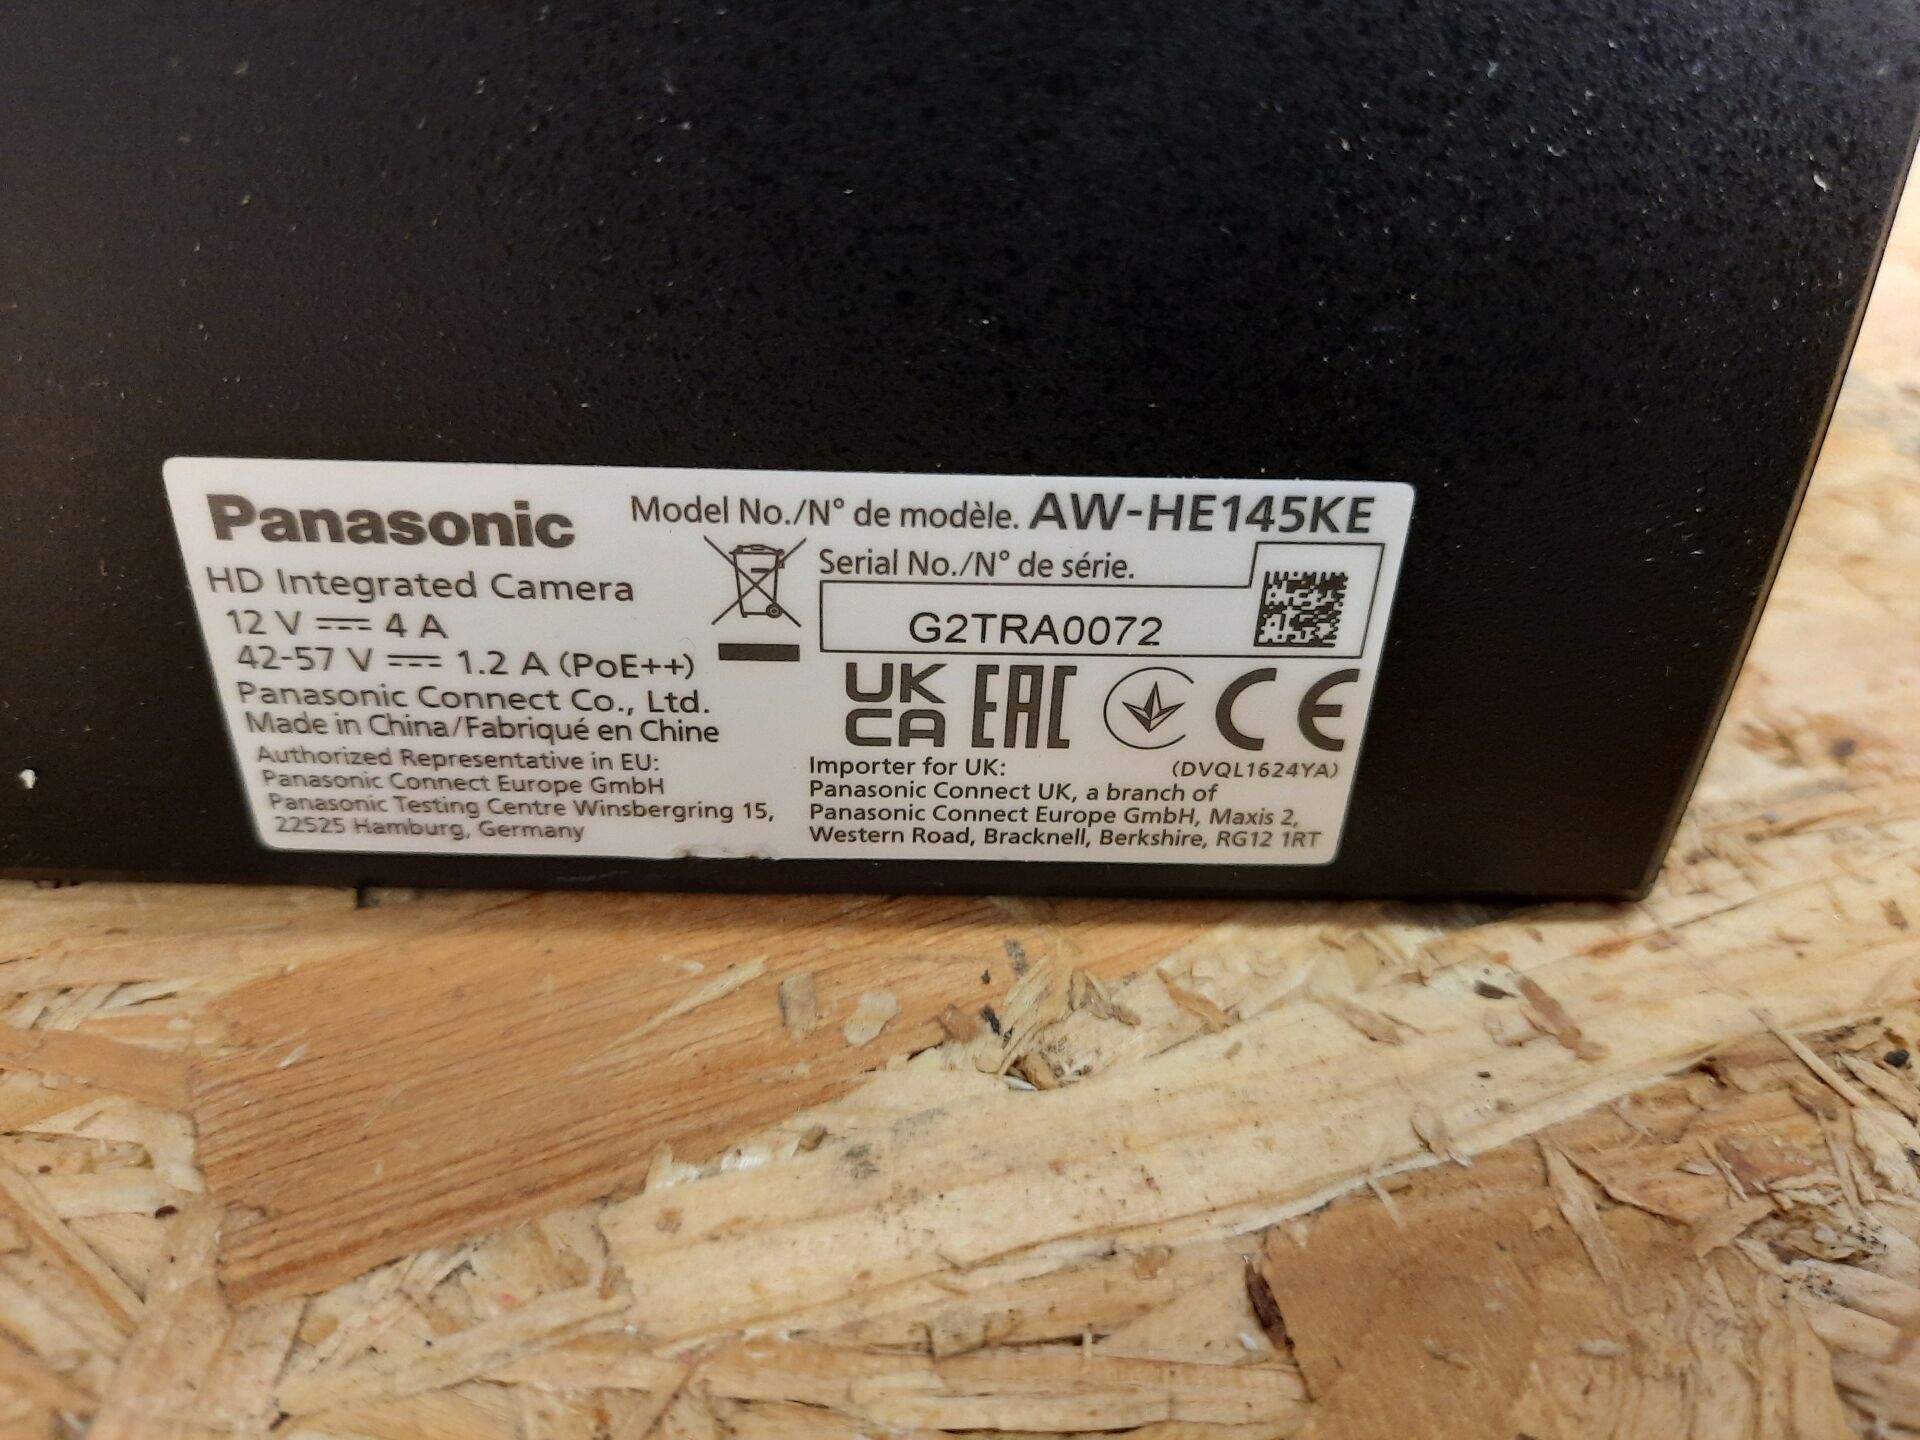 Panasonic
Model No./N° de modèle. AW-HE145KE
HD Integrated Camera
12 V ⎓ 4 A
42-57 V ⎓ 1.2 A (PoE++)
Panasonic Connect Co., Ltd.
Made in China/Fabriqué en Chine
Authorized Representative in EU:
Panasonic Connect Europe GmbH
Panasonic Testing Centre Winsbergring 15,
22525 Hamburg, Germany
Serial No./N° de série.
G2TRA0072
UK
CA
EAC
CE
Importer for UK:
(DVQL1624YA)
Panasonic Connect UK, a branch of
Panasonic Connect Europe GmbH, Maxis 2,
Western Road, Bracknell, Berkshire, RG12 1RT